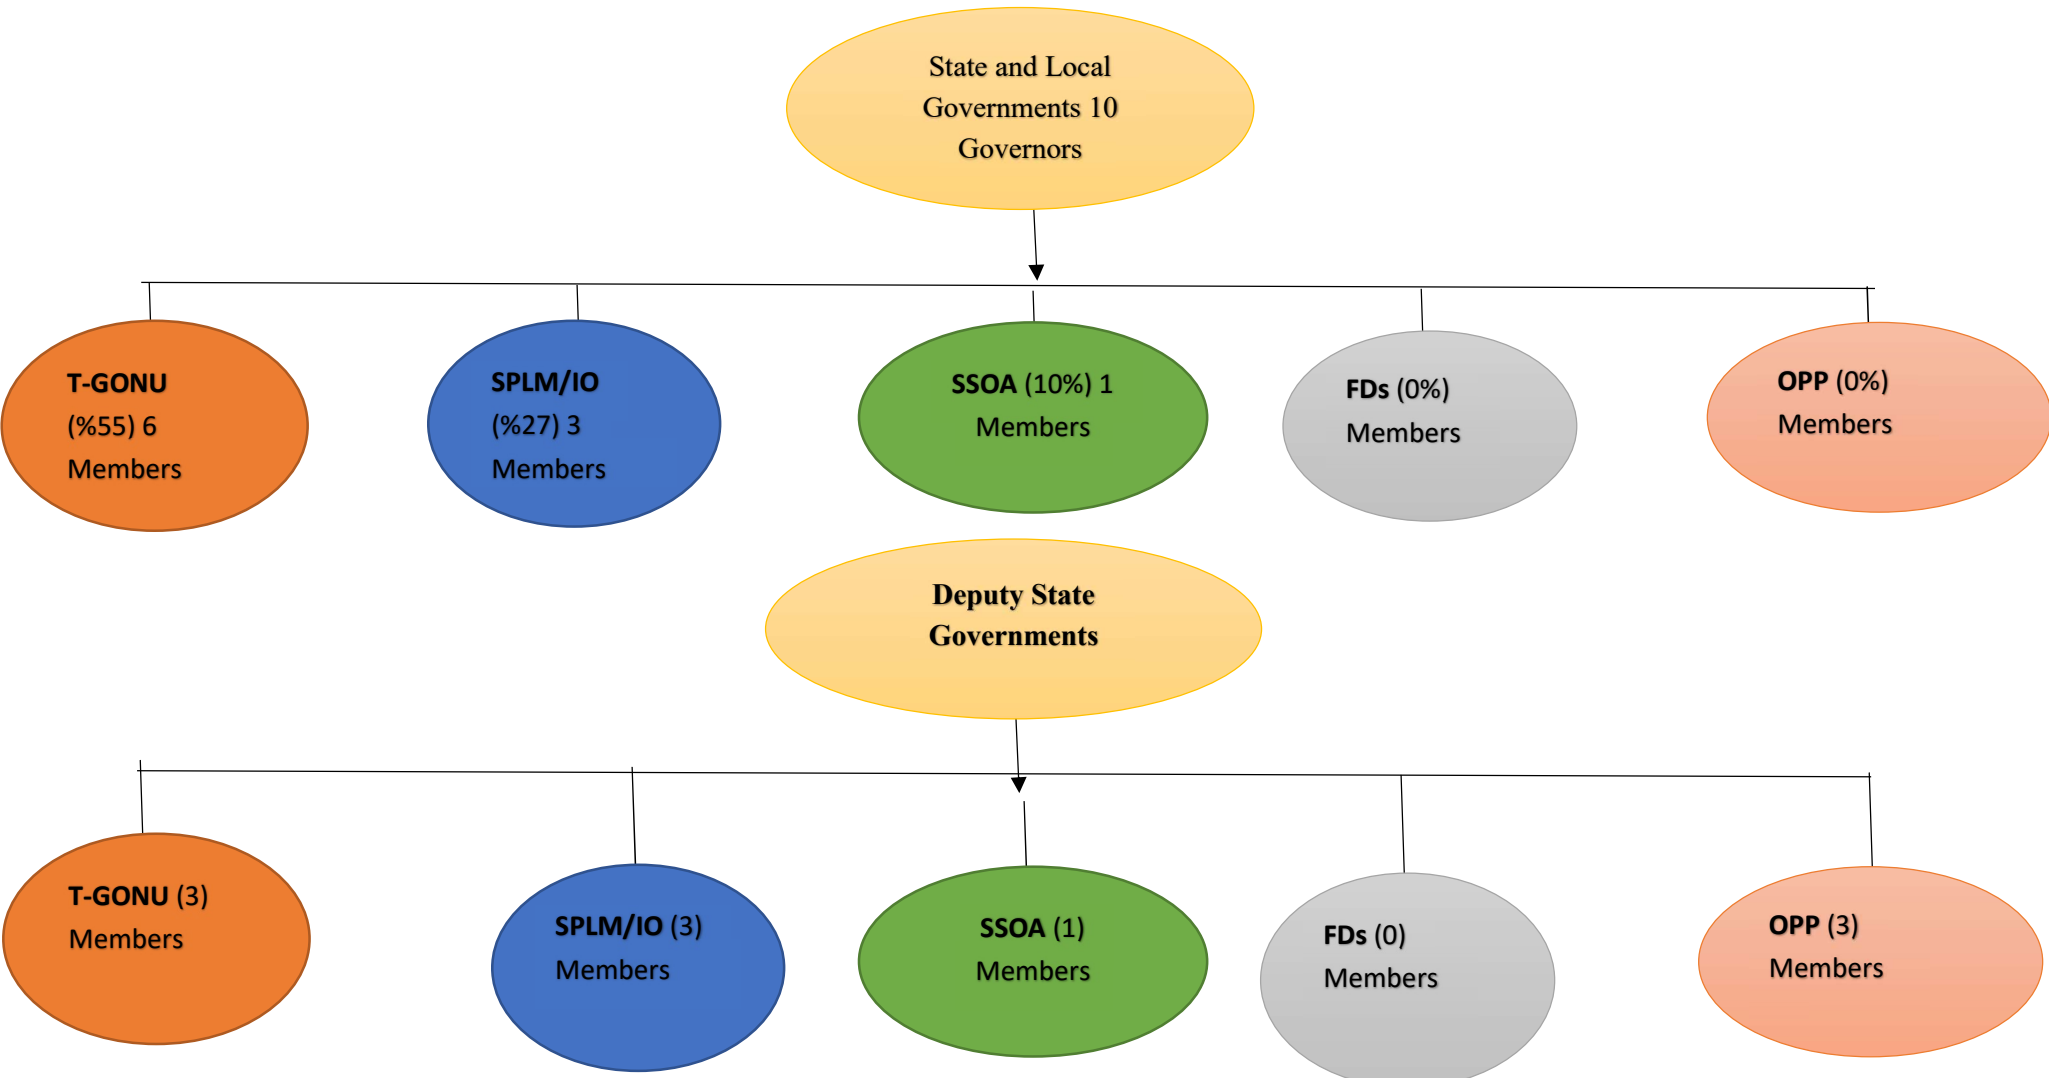 State and Local
Governments 10
Governors
T-GONU
(%55) 6
Members
SPLM/IO
(%27) 3
Members
SSOA (10%) 1
Members
FDs (0%)
Members
OPP (0%)
Members
Deputy State
Governments
T-GONU (3)
Members
SPLM/IO (3)
Members
SSOA (1)
Members
FDs (0)
Members
OPP (3)
Members